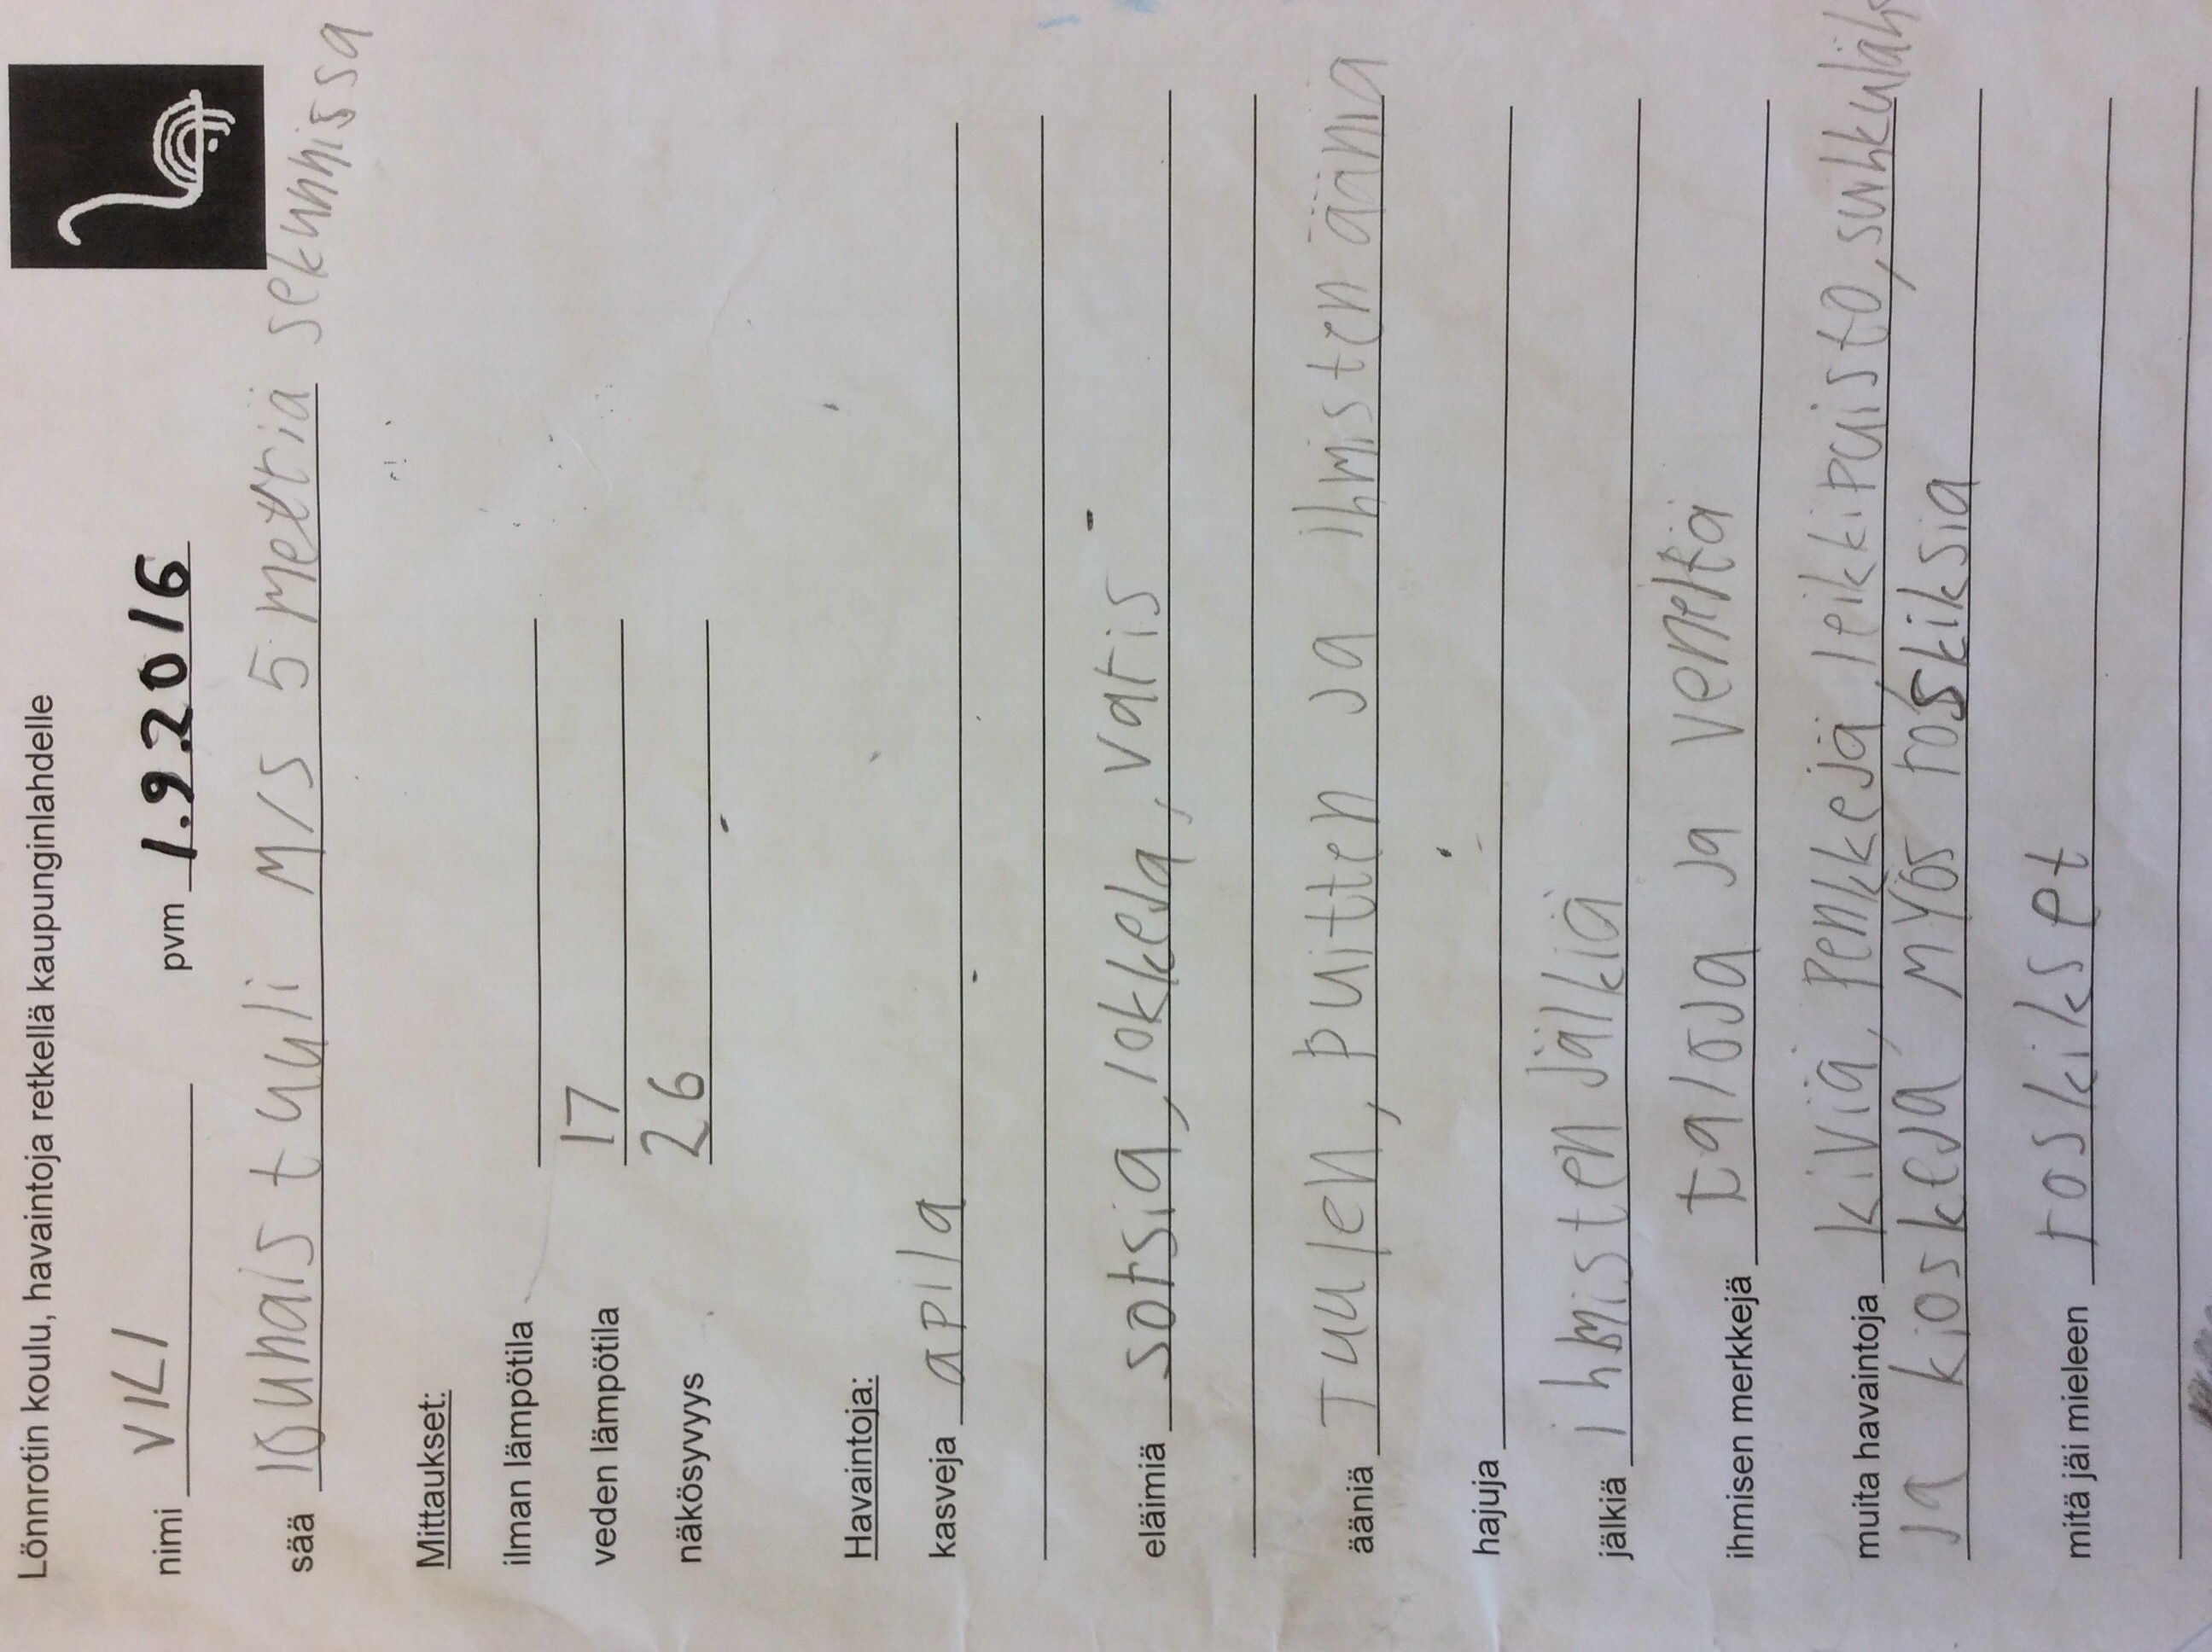 Lönnrotin koulu, havaintoja retkellä kaupunginlahdelle
nimi VILI pvm 1.9.2016
sää lounais tuuli M/S 5 metriä sekunnissa
Mittaukset:
ilman lämpötila
veden lämpötila 17
näkösyvyys 26
Havaintoja:
kasveja apila
eläimiä sorsia, lokkeja, varis
ääniä Tuulen, puitten ja ihmisten ääniä
hajuja
jälkiä ihmisten jälkiä
ihmisen merkkejä taloja ja veneitä
muita havaintoja kiviä, penkkejä, leikkipuisto,
ja kioskeja myös roskiksia
mitä jäi mieleen roskikset